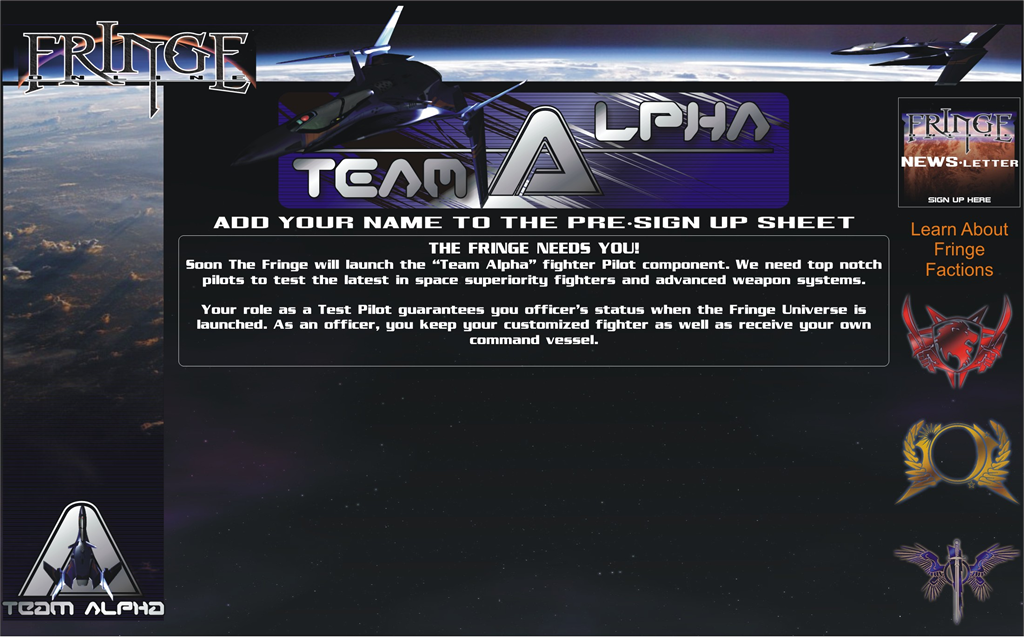 FRINGE
ONLINE
TEAM ALPHA
ADD YOUR NAME TO THE PRE-SIGN UP SHEET
THE FRINGE NEEDS YOU!
Soon The Fringe will launch the “Team Alpha” fighter Pilot component. We need top notch
pilots to test the latest in space superiority fighters and advanced weapon systems.
Your role as a Test Pilot guarantees you officer's status when the Fringe Universe is
launched. As an officer, you keep your customized fighter as well as receive your own
command vessel.
FRINGE
ONLINE
NEWS-LETTER
SIGN UP HERE
Learn About
Fringe
Factions
TEAM ALPHA